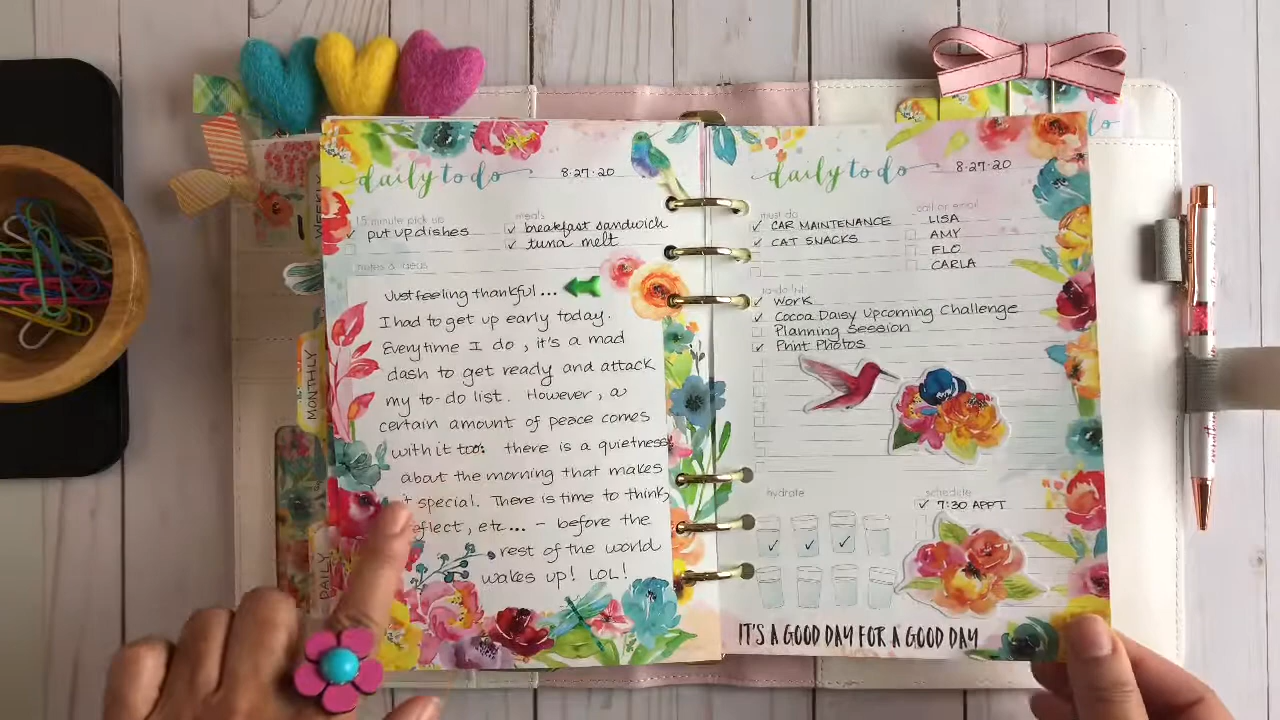 daily to do 8.27.20
15 minute pick up
✓ put up dishes
meals
✓ breakfast sandwich
✓ tuna melt
notes & ideas
Just feeling thankful...
I had to get up early today.
Everytime I do, it's a mad
dash to get ready and attack
my to-do list. However, a
certain amount of peace comes
with it too. There is a quietness
about the morning that makes
it special. There is time to think,
reflect, etc... - before the
rest of the world
wakes up! LOL!
daily to do 8.27.20
must do
✓ CAR MAINTENANCE
✓ CAT SNACKS
call or email
LISA
AMY
FLO
CARLA
to do list
✓ Work
✓ Cocoa Daisy Upcoming Challenge
Planning Session
✓ Print Photos
hydrate
✓ ✓ ✓
schedule
✓ 7:30 APPT
IT'S A GOOD DAY FOR A GOOD DAY
WEEKLY
MONTHLY
DAILY
do
everything